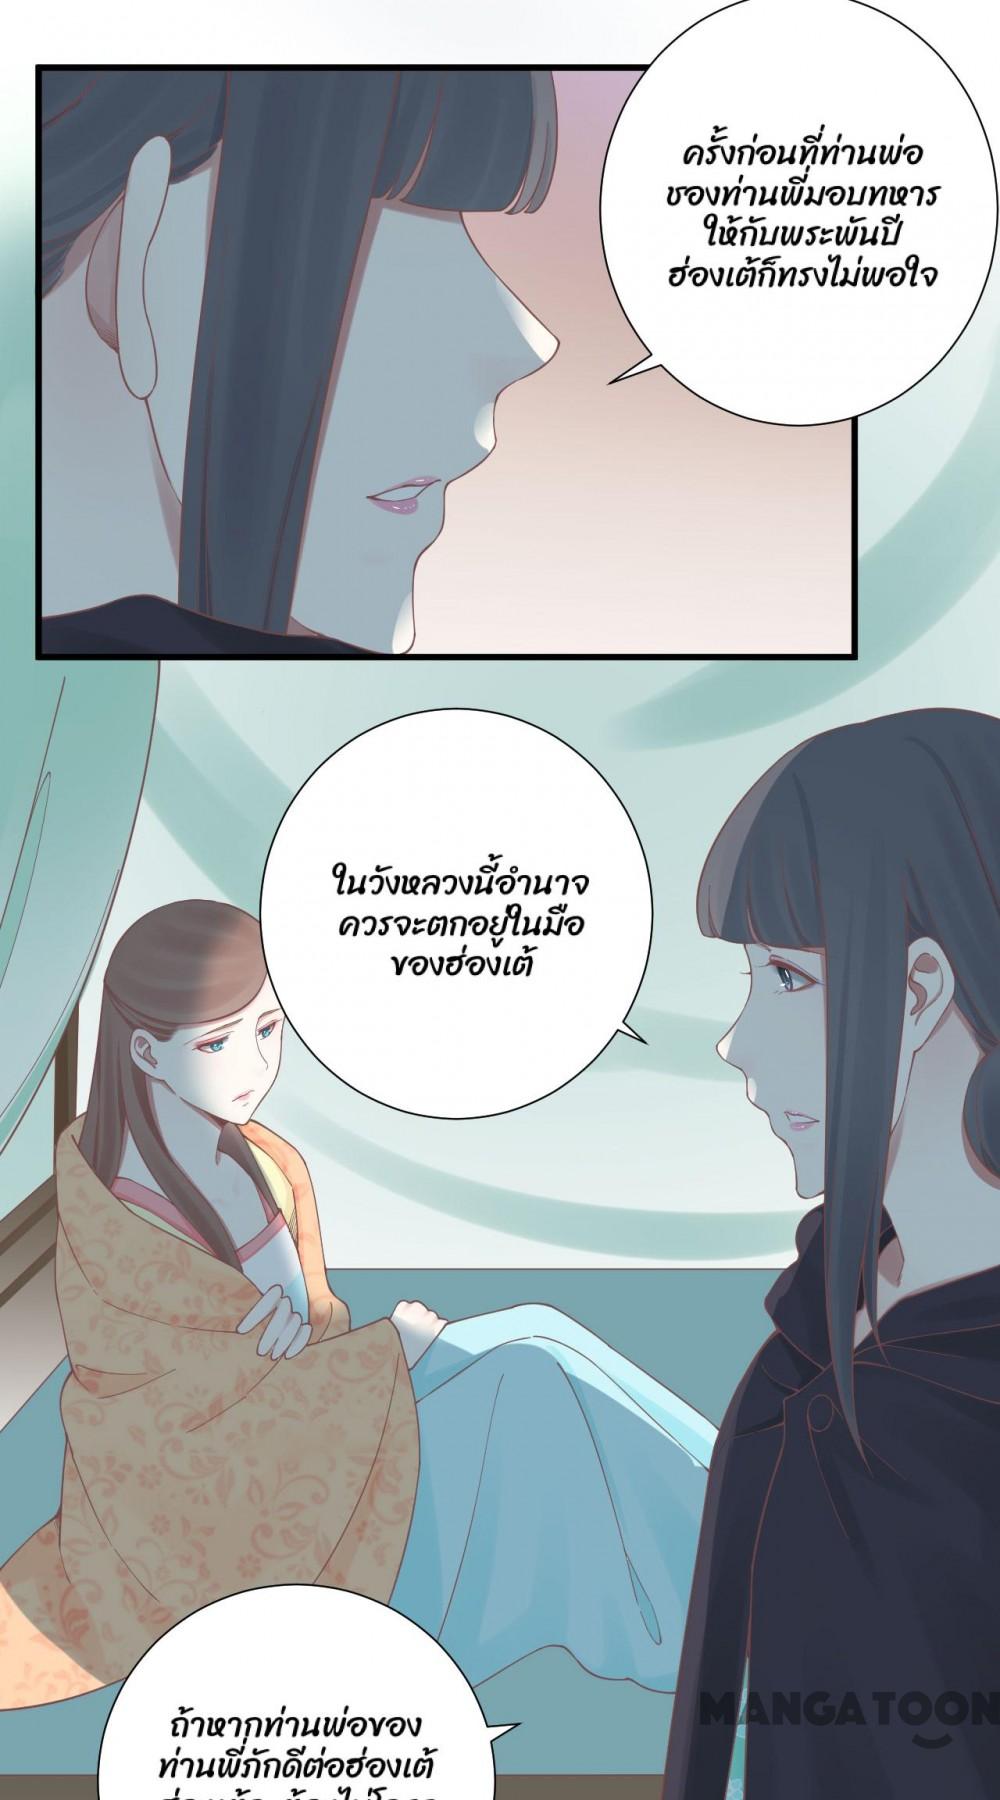 ครั้งก่อนที่ท่านพ่อ
ของท่านพี่มอบทหาร
ให้กับพระพันปี
ฮ่องเต้ก็ทรงไม่พอใจ
ในวังหลวงนี้อำนาจ
ควรจะตกอยู่ในมือ
ของฮ่องเต้
MANGATOON
ถ้าหากท่านพ่อของ
ท่านพี่ภักดีต่อฮ่องเต้